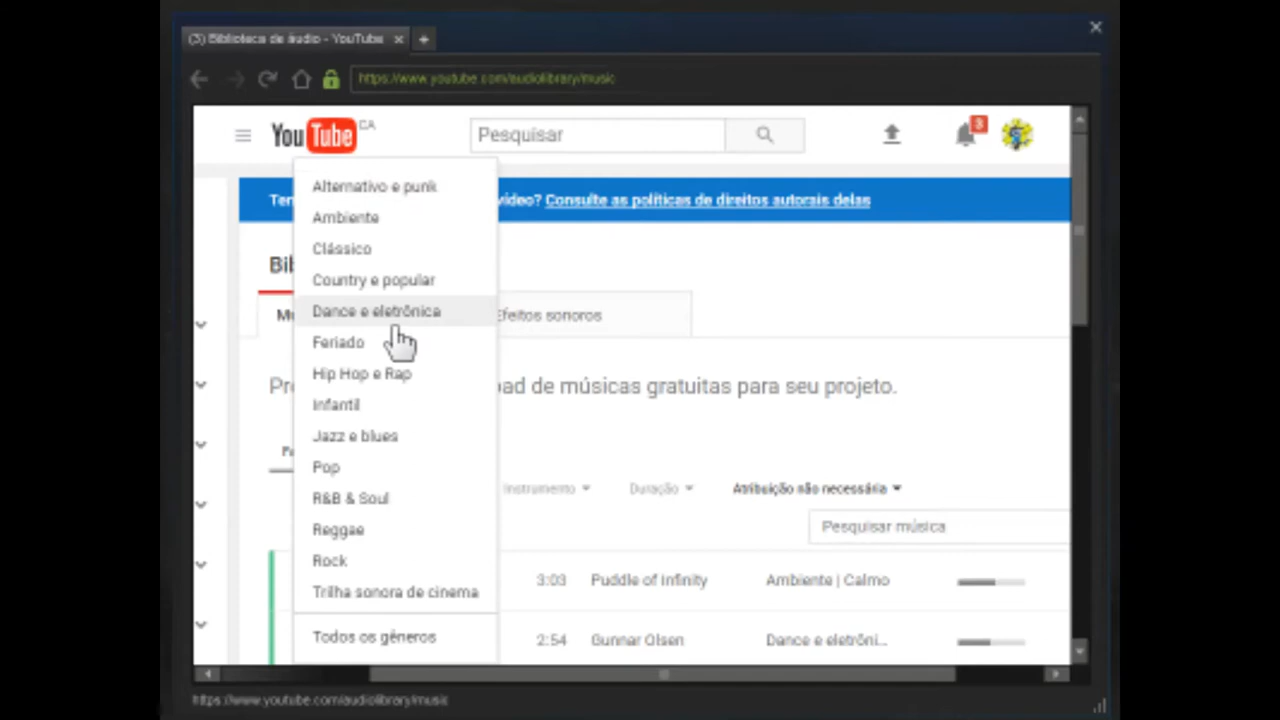 (3) Biblioteca de áudio - YouTube
https://www.youtube.com/audiolibrary/music
YouTube CA
Pesquisar
3
Alternativo e punk
vídeo? Consulte as políticas de direitos autorais delas
Ambiente
Clássico
Country e popular
Dance e eletrônica
Efeitos sonoros
Feriado
Hip Hop e Rap
oad de músicas gratuitas para seu projeto.
Infantil
Jazz e blues
Pop
Instrumento
Duração
Atribuição não necessária
R&B & Soul
Reggae
Pesquisar música
Rock
3:03 Puddle of Infinity Ambiente | Calmo
Trilha sonora de cinema
Todos os gêneros
2:54 Gunnar Olsen Dance e eletrôni...
https://www.youtube.com/audiolibrary/music